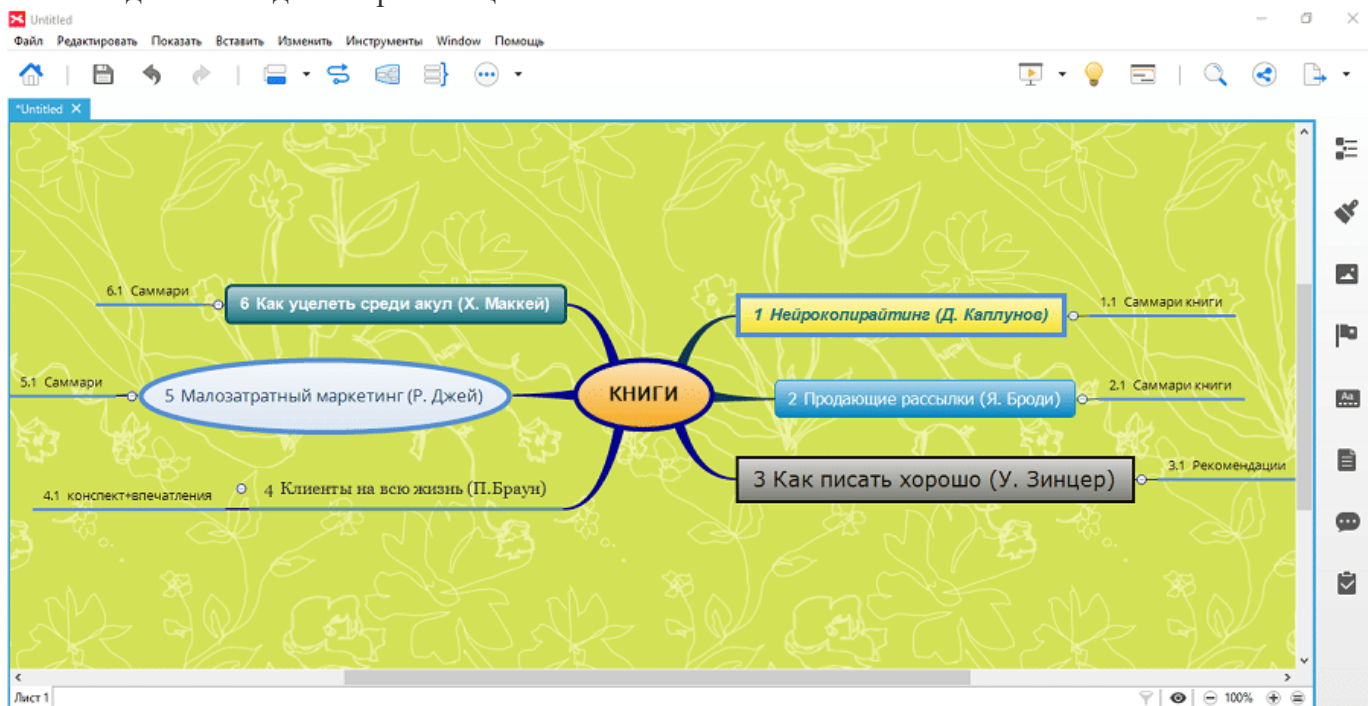 Untitled
Файл Редактировать Показать Вставить Изменить Инструменты Window Помощь
*Untitled
6.1 Саммари
6 Как уцелеть среди акул (Х. Маккей)
1 Нейрокопирайтинг (Д. Каплунов)
1.1 Саммари книги
5.1 Саммари
5 Малозатратный маркетинг (Р. Джей)
КНИГИ
2 Продающие рассылки (Я. Броди)
2.1 Саммари книги
4.1 конспект+впечатления
4 Клиенты на всю жизнь (П.Браун)
3 Как писать хорошо (У. Зинцер)
3.1 Рекомендации
Aa
Лист 1
100%